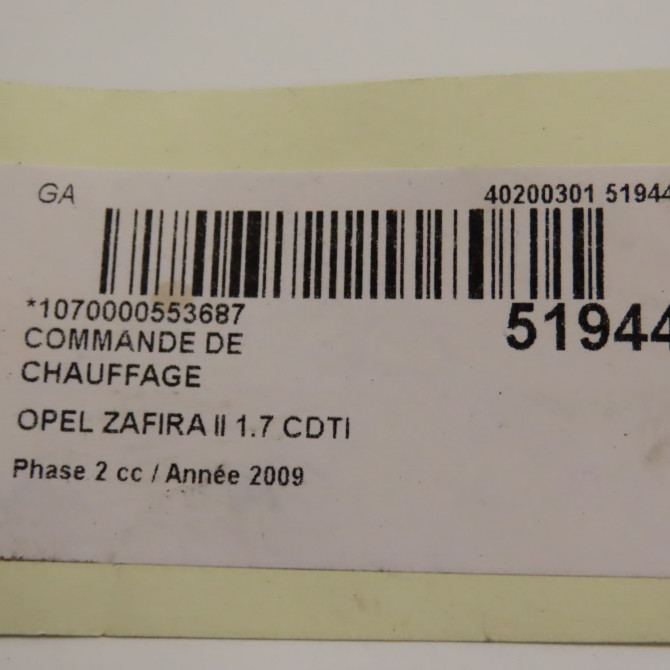 GA
40200301 51944
*1070000553687
51944
COMMANDE DE
CHAUFFAGE
OPEL ZAFIRA II 1.7 CDTI
Phase 2 cc / Année 2009